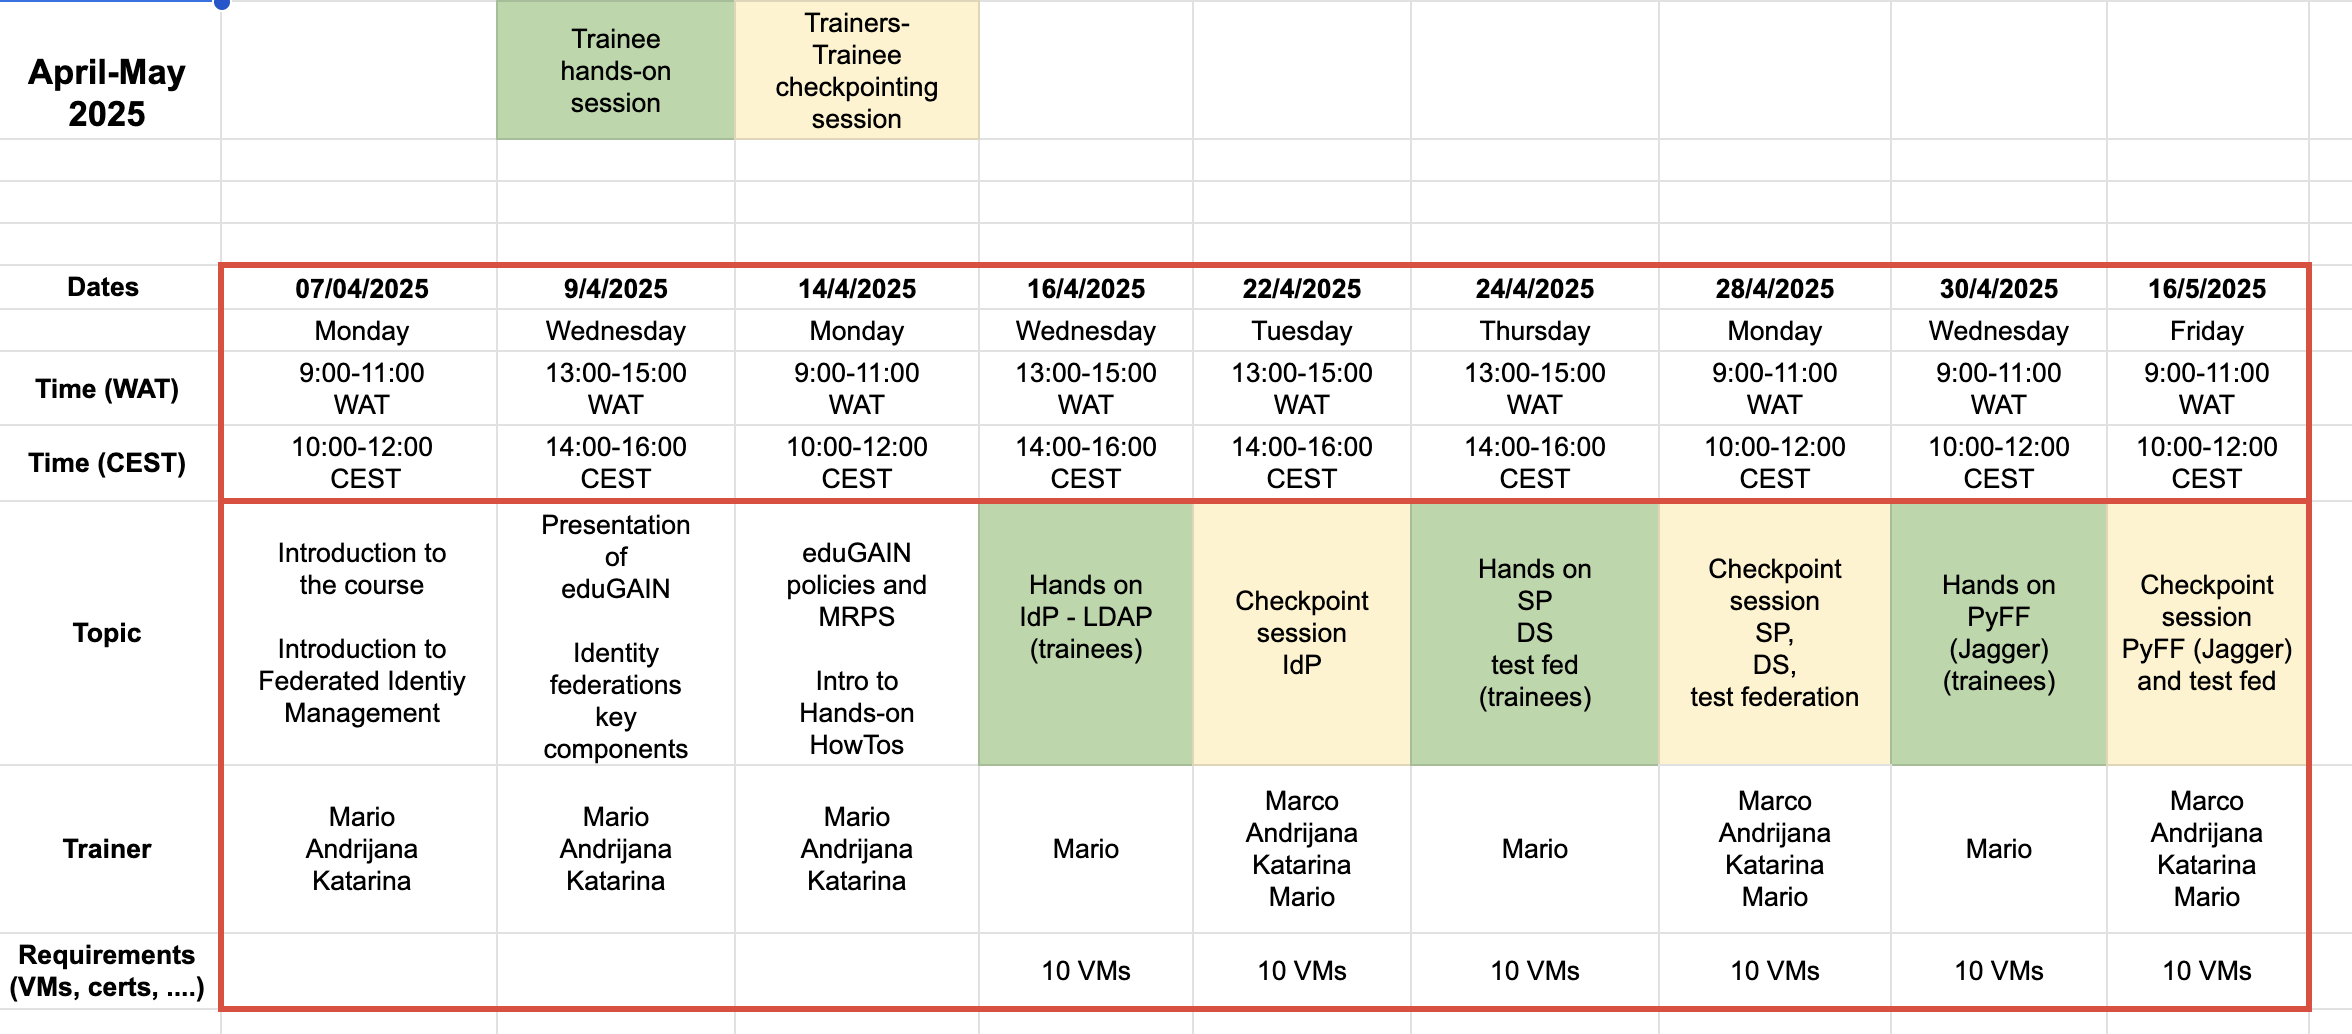 April-May
2025
Trainee
hands-on
session
Trainers-
Trainee
checkpointing
session
Dates
07/04/2025
9/4/2025
14/4/2025
16/4/2025
22/4/2025
24/4/2025
28/4/2025
30/4/2025
16/5/2025
Monday
Wednesday
Monday
Wednesday
Tuesday
Thursday
Monday
Wednesday
Friday
Time (WAT)
9:00-11:00
WAT
13:00-15:00
WAT
9:00-11:00
WAT
13:00-15:00
WAT
13:00-15:00
WAT
13:00-15:00
WAT
9:00-11:00
WAT
9:00-11:00
WAT
9:00-11:00
WAT
Time (CEST)
10:00-12:00
CEST
14:00-16:00
CEST
10:00-12:00
CEST
14:00-16:00
CEST
14:00-16:00
CEST
14:00-16:00
CEST
10:00-12:00
CEST
10:00-12:00
CEST
10:00-12:00
CEST
Topic
Introduction to
the course
Introduction to
Federated Identiy
Management
Presentation
of
eduGAIN
Identity
federations
key
components
eduGAIN
policies and
MRPS
Intro to
Hands-on
HowTos
Hands on
IdP - LDAP
(trainees)
Checkpoint
session
IdP
Hands on
SP
DS
test fed
(trainees)
Checkpoint
session
SP,
DS,
test federation
Hands on
PyFF
(Jagger)
(trainees)
Checkpoint
session
PyFF (Jagger)
and test fed
Trainer
Mario
Andrijana
Katarina
Mario
Andrijana
Katarina
Mario
Andrijana
Katarina
Mario
Marco
Andrijana
Katarina
Mario
Mario
Marco
Andrijana
Katarina
Mario
Mario
Marco
Andrijana
Katarina
Mario
Requirements
(VMs, certs, ....)
10 VMs
10 VMs
10 VMs
10 VMs
10 VMs
10 VMs